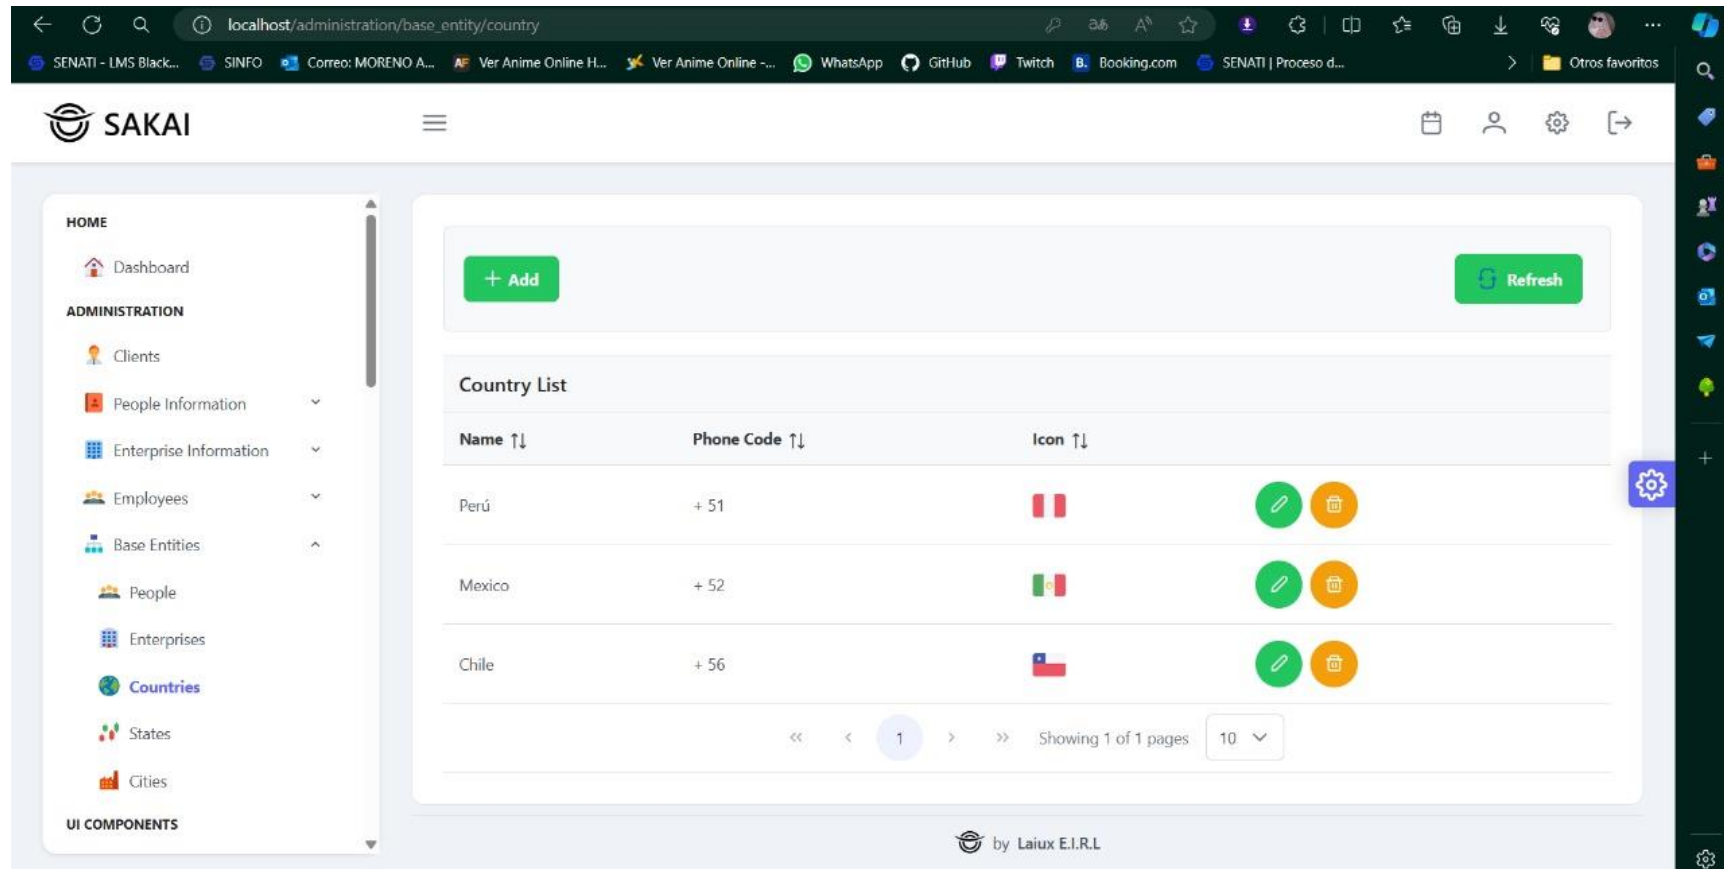 localhost/administration/base_entity/country
SENATI - LMS Black... SINFO Correo: MORENO A... AF Ver Anime Online H... Ver Anime Online -... WhatsApp GitHub Twitch B. Booking.com SENATI | Proceso d... Otros favoritos
SAKAI
HOME
Dashboard
ADMINISTRATION
Clients
People Information
Enterprise Information
Employees
Base Entities
People
Enterprises
Countries
States
Cities
UI COMPONENTS
+ Add Refresh
Country List
Name Phone Code Icon
Perú + 51
Mexico + 52
Chile + 56
<< < 1 > >> Showing 1 of 1 pages 10
by Laiux E.I.R.L